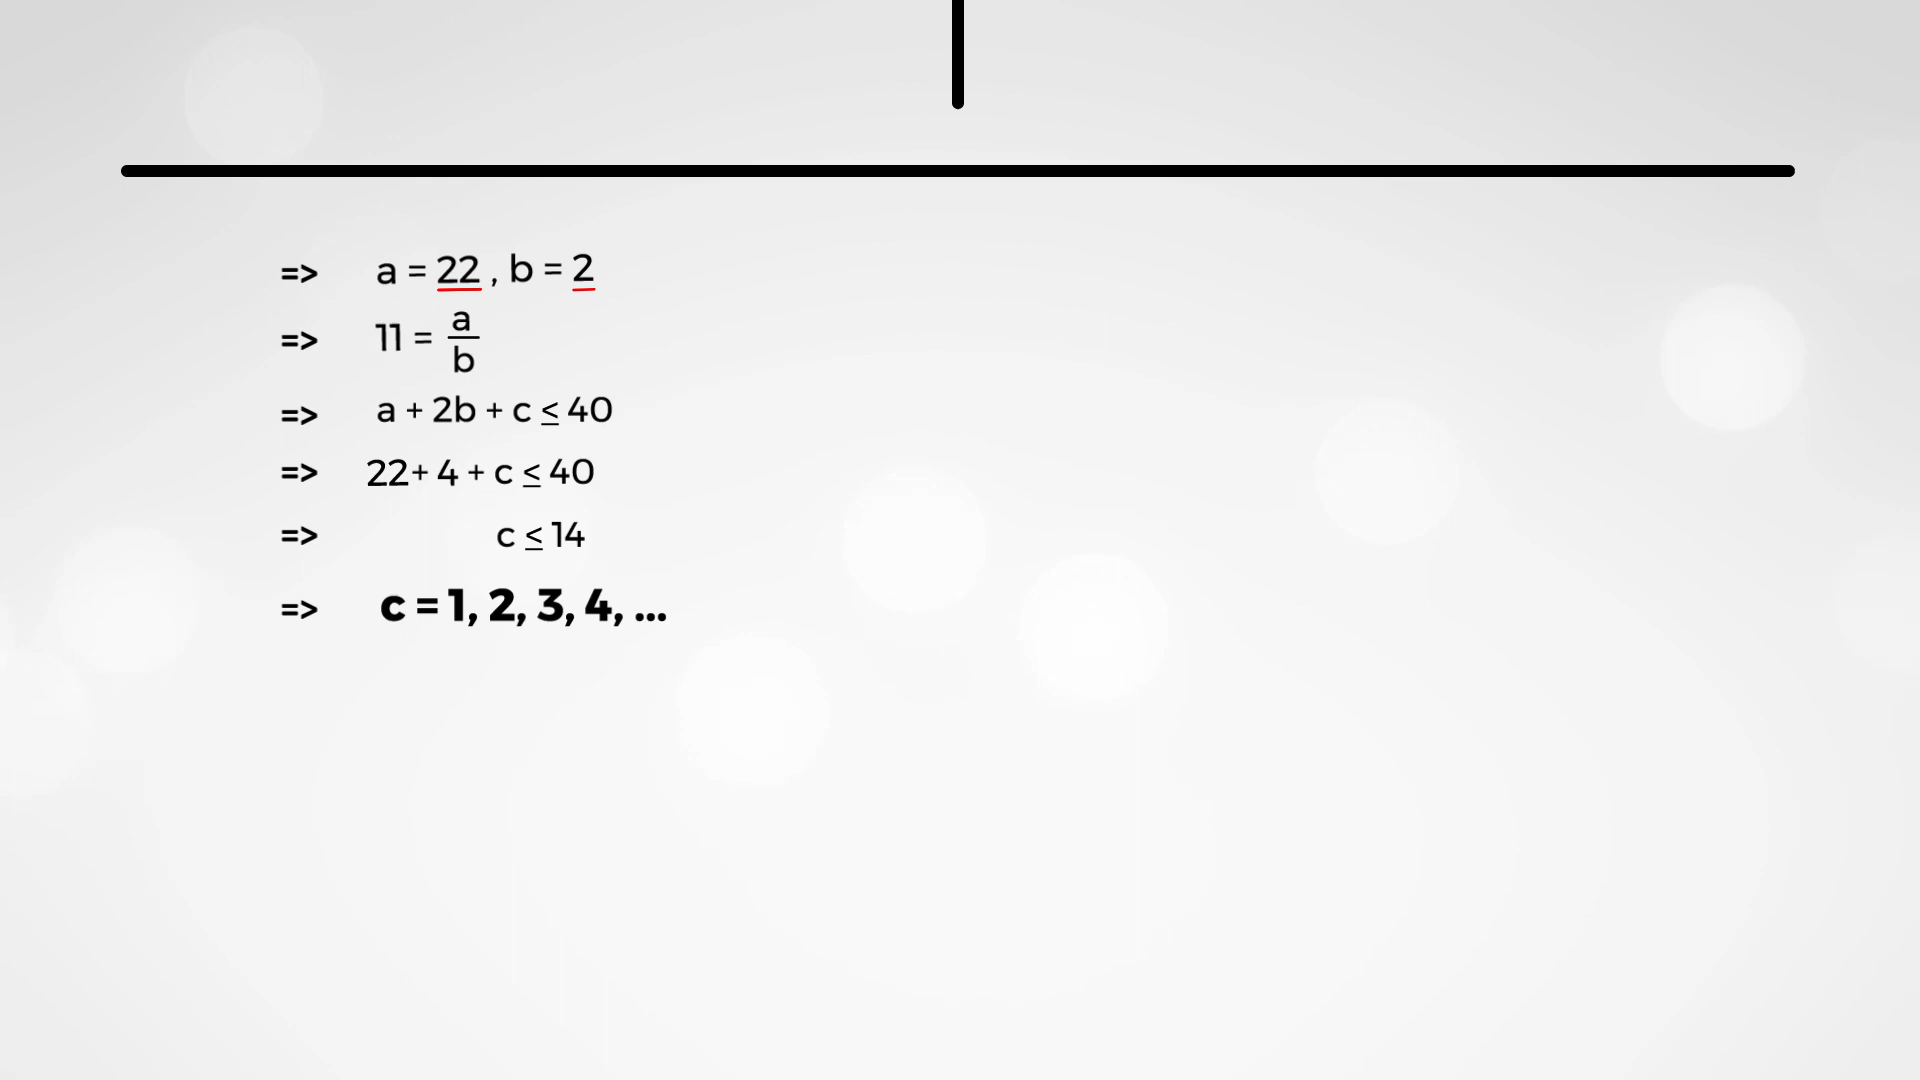 => a = 22 , b = 2
=> 11 = a/b
=> a + 2b + c ≤ 40
=> 22+ 4 + c ≤ 40
=> c ≤ 14
=> c = 1, 2, 3, 4, ...